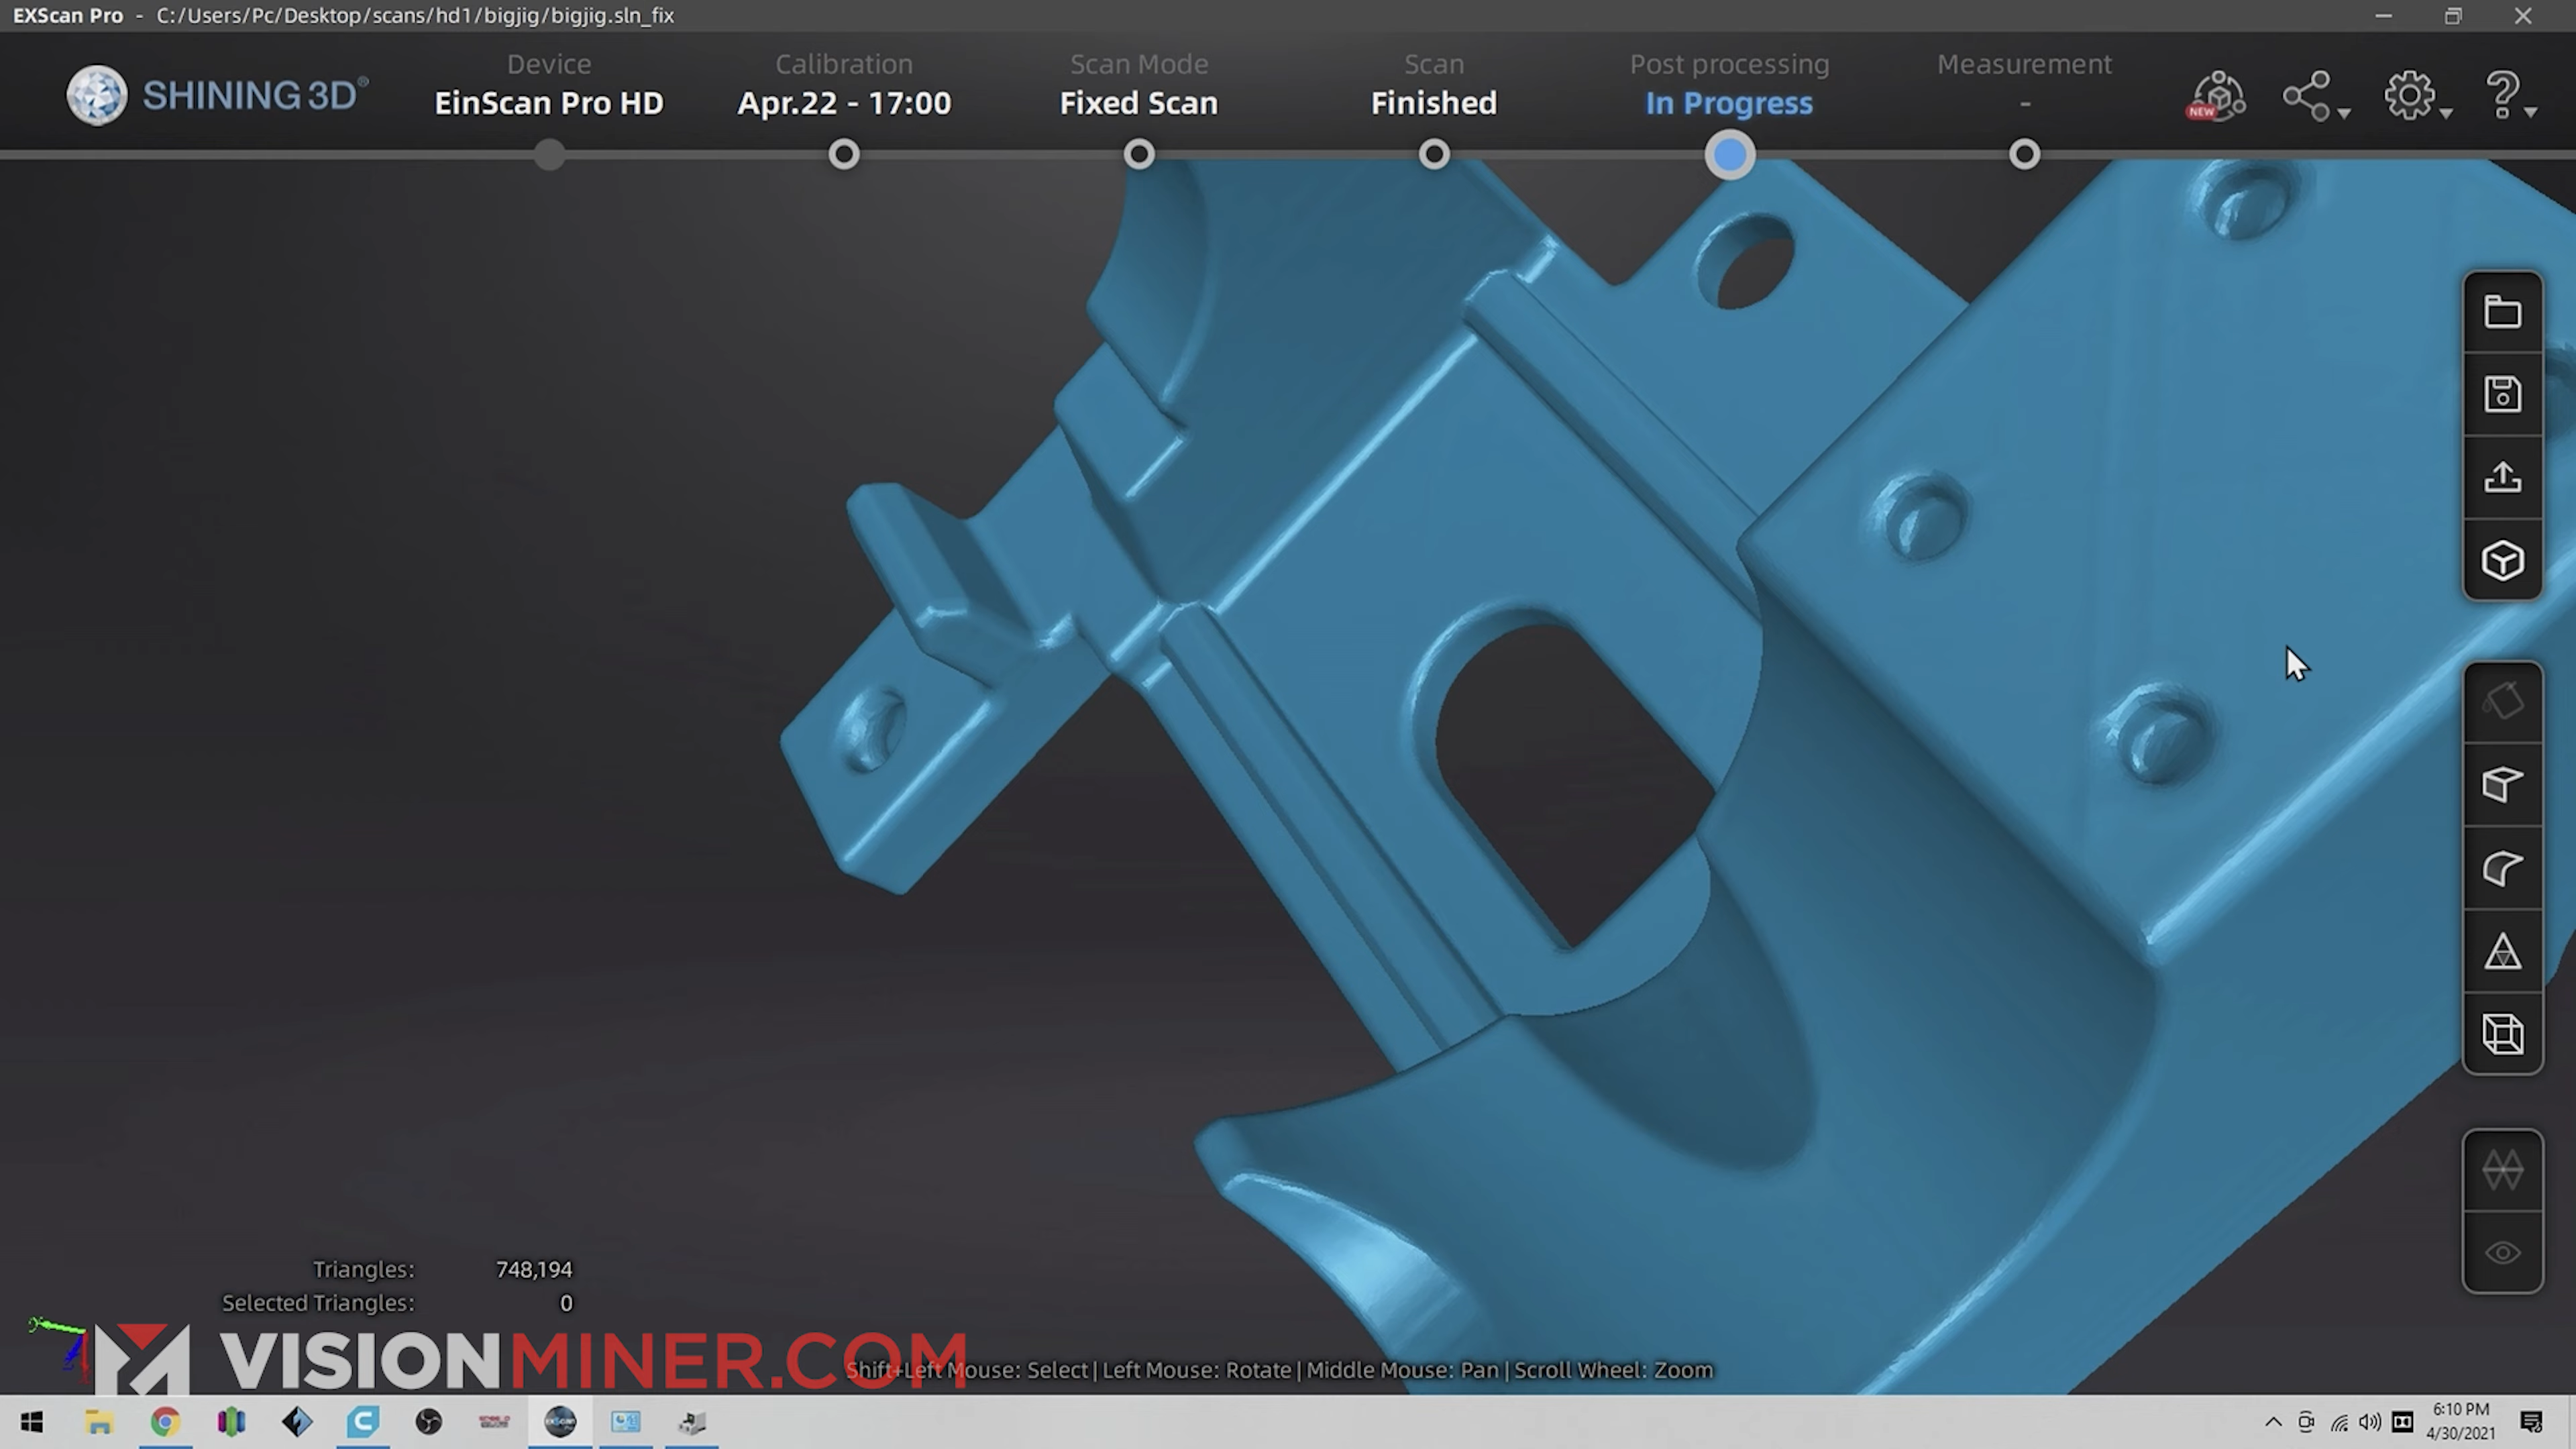 EXScan Pro - C:/Users/Pc/Desktop/scans/hd1/bigjig/bigjig.sln_fix
SHINING 3D®
Device
EinScan Pro HD
Calibration
Apr.22 - 17:00
Scan Mode
Fixed Scan
Scan
Finished
Post processing
In Progress
Measurement
-
NEW
Triangles: 748,194
Selected Triangles: 0
VISIONMINER.COM
Shift+Left Mouse: Select | Left Mouse: Rotate | Middle Mouse: Pan | Scroll Wheel: Zoom
6:10 PM
4/30/2021